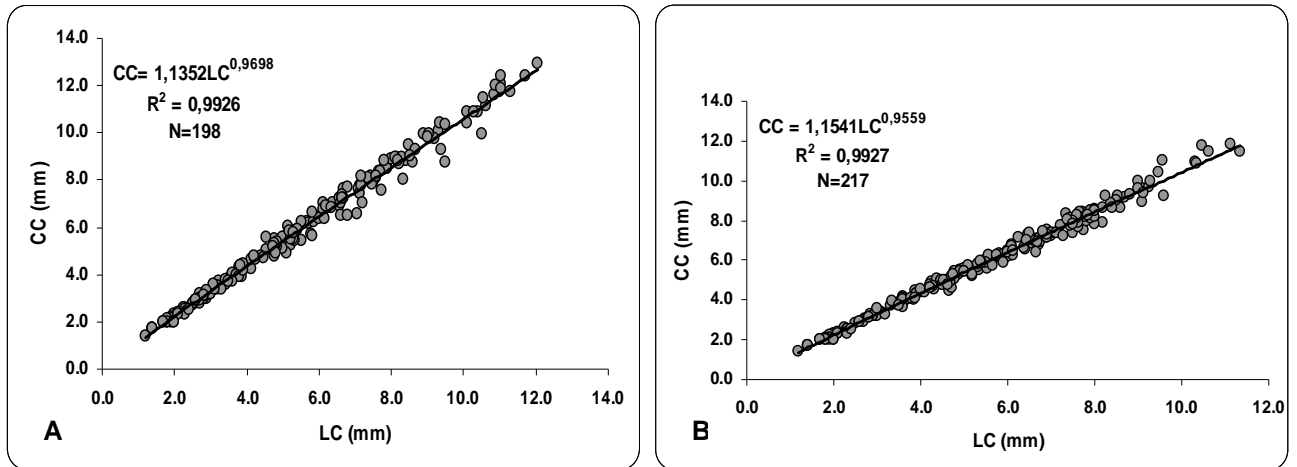 14.0
12.0
10.0
8.0
6.0
4.0
2.0
0.0
CC (mm)
CC= 1,1352LC^0,9698
R² = 0,9926
N=198
0.0 2.0 4.0 6.0 8.0 10.0 12.0 14.0
LC (mm)
A
14.0
12.0
10.0
8.0
6.0
4.0
2.0
0.0
CC (mm)
CC = 1,1541LC^0,9559
R² = 0,9927
N=217
0.0 2.0 4.0 6.0 8.0 10.0 12.0
LC (mm)
B